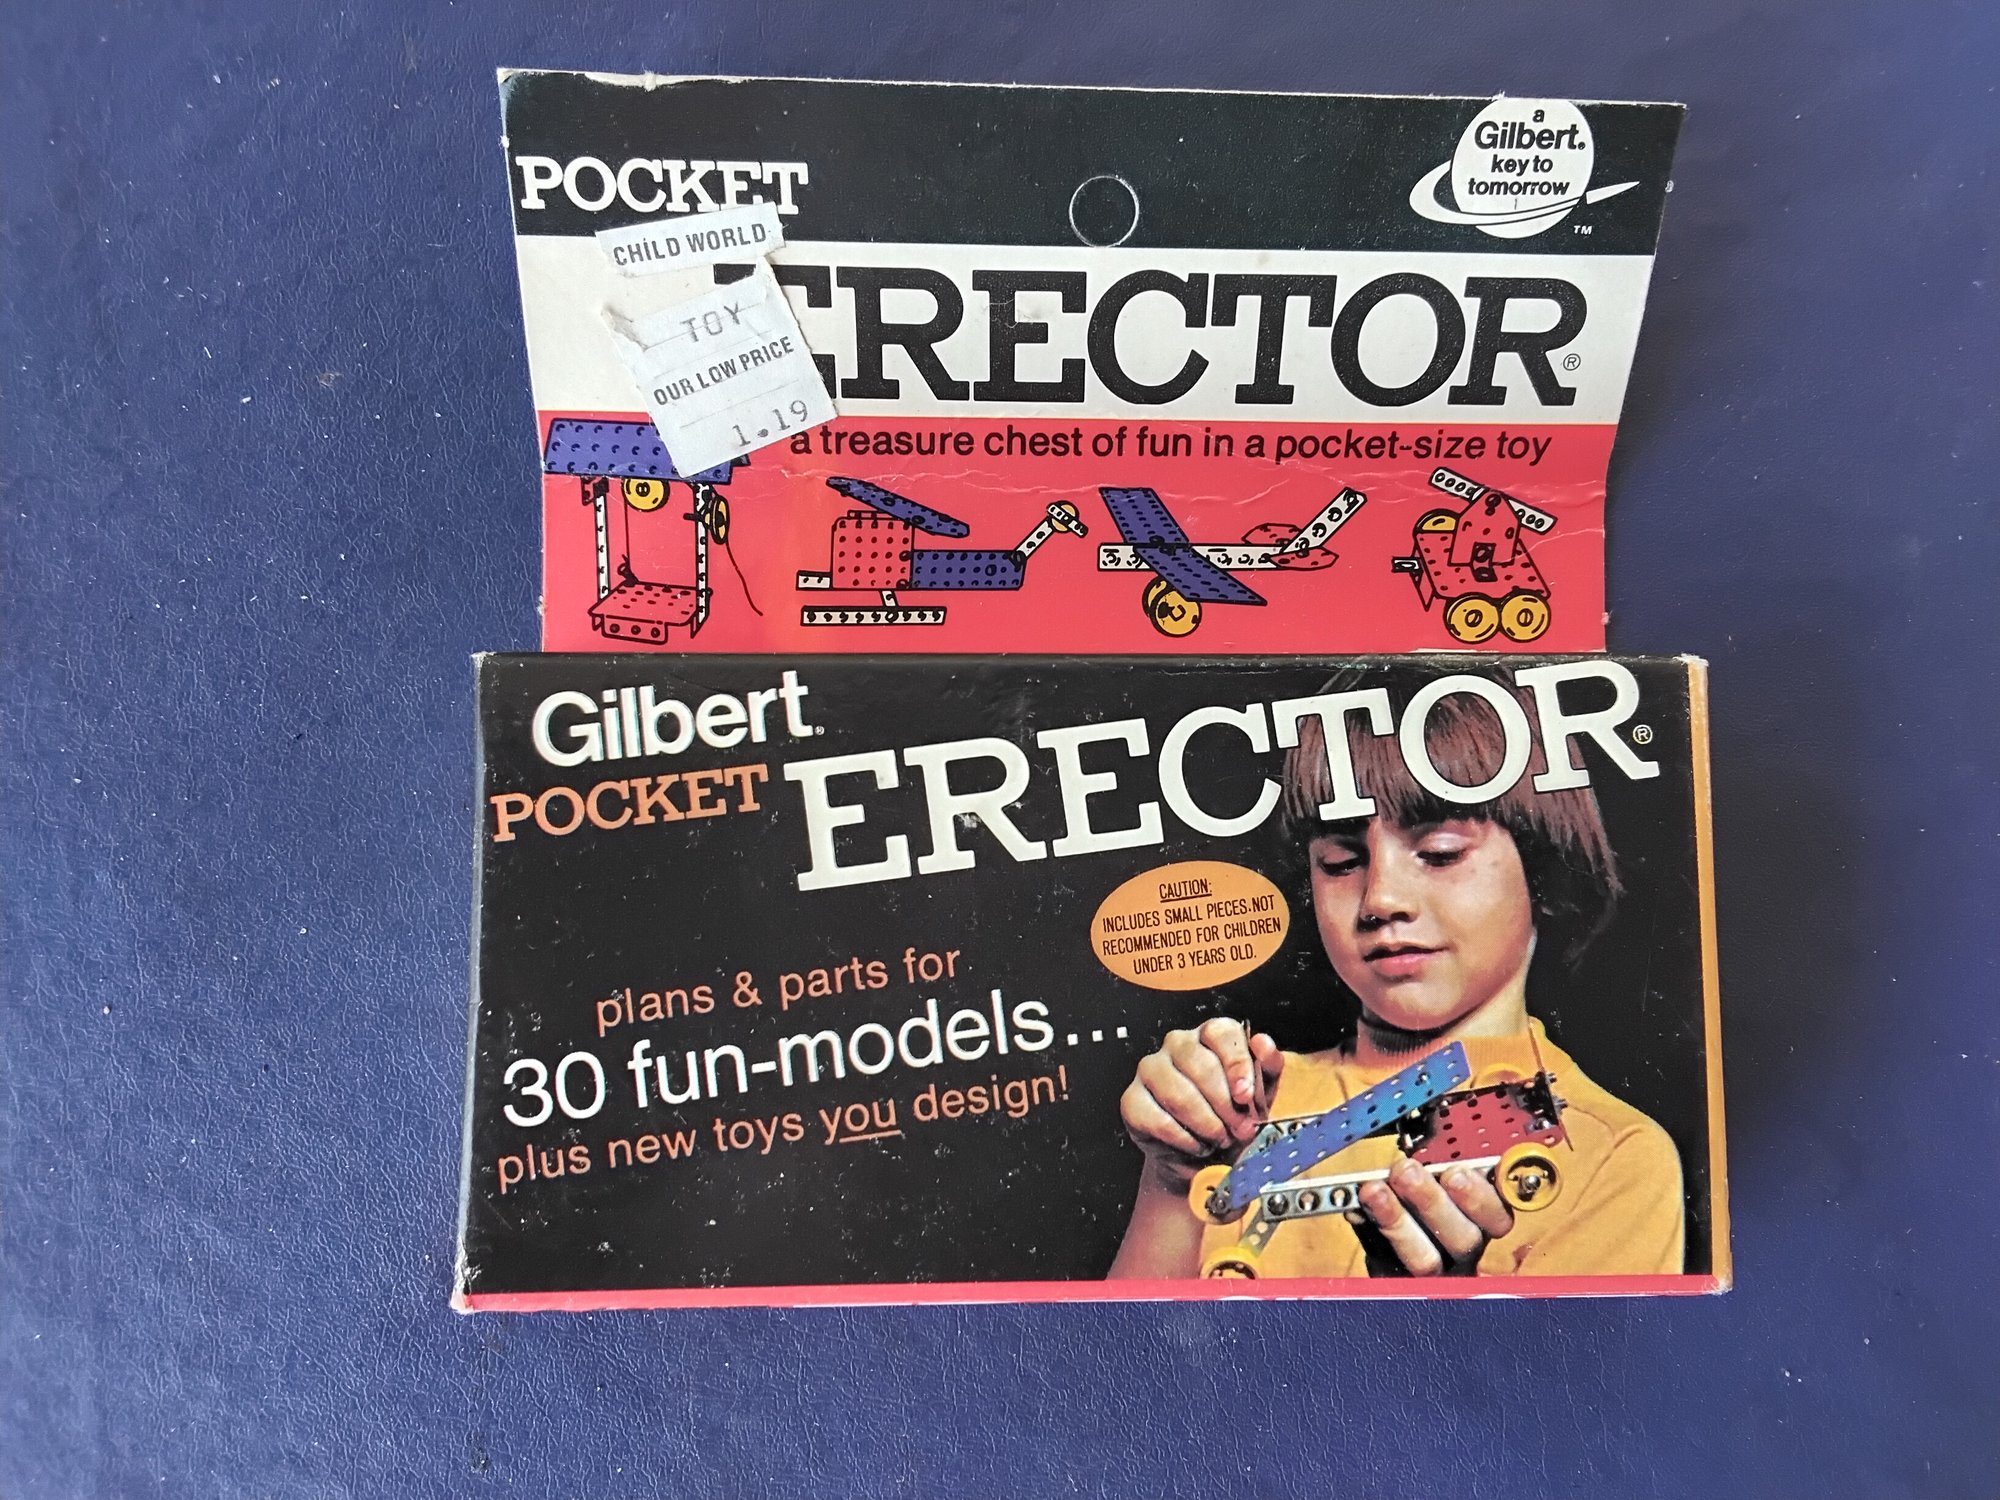 POCKET
a
Gilbert®
key to
tomorrow
TM
CHILD WORLD
TOY
OUR LOW PRICE
1.19
ERECTOR®
a treasure chest of fun in a pocket-size toy
Gilbert®
POCKET ERECTOR®
CAUTION:
INCLUDES SMALL PIECES. NOT
RECOMMENDED FOR CHILDREN
UNDER 3 YEARS OLD.
plans & parts for
30 fun-models...
plus new toys you design!